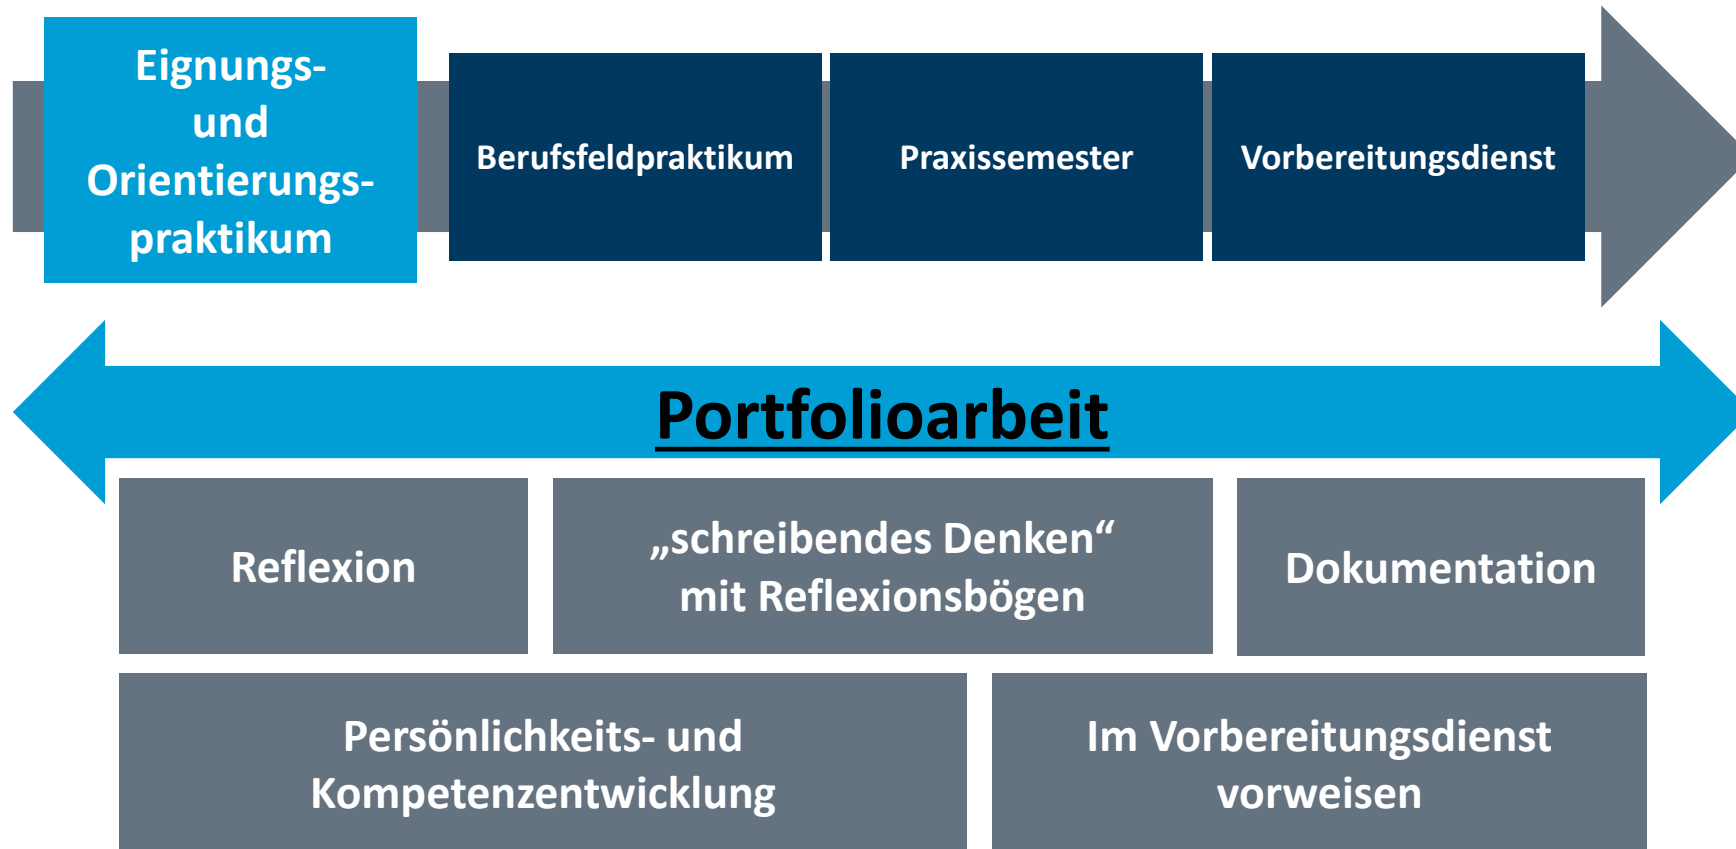 Eignungs-
und
Orientierungs-
praktikum
Berufsfeldpraktikum
Praxissemester
Vorbereitungsdienst
Portfolioarbeit
Reflexion
„schreibendes Denken“
mit Reflexionsbögen
Dokumentation
Persönlichkeits- und
Kompetenzentwicklung
Im Vorbereitungsdienst
vorweisen